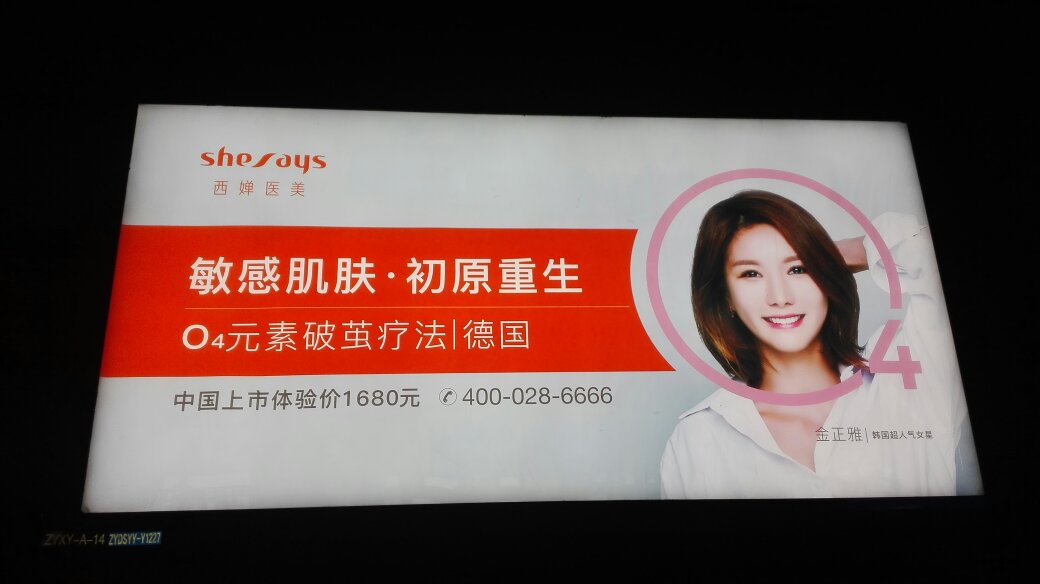 shesays
西婵医美
敏感肌肤·初原重生
O4元素破茧疗法|德国
中国上市体验价1680元 ✆400-028-6666
4
金正雅|韩国超人气女星
ZYXY-A-14 ZYDSYY-Y1227